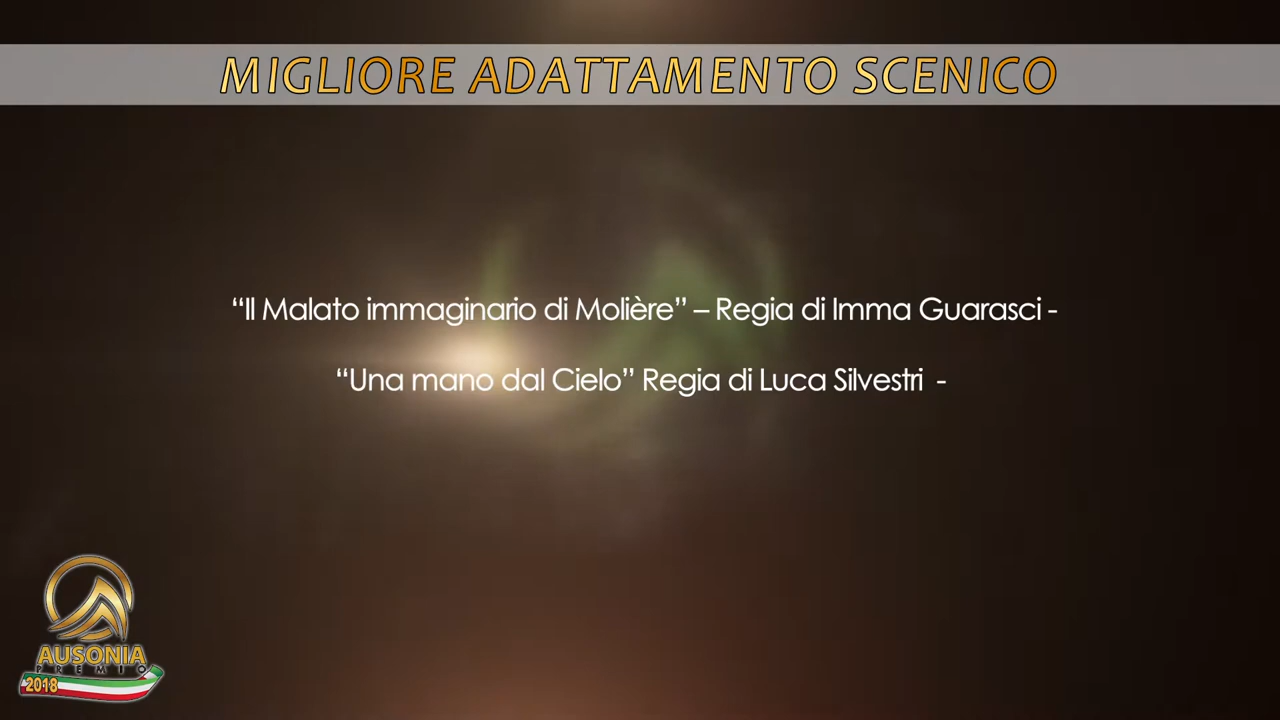 MIGLIORE ADATTAMENTO SCENICO
“Il Malato immaginario di Molière” – Regia di Imma Guarasci -
“Una mano dal Cielo” Regia di Luca Silvestri -
AUSONIA
PREMIO
2018